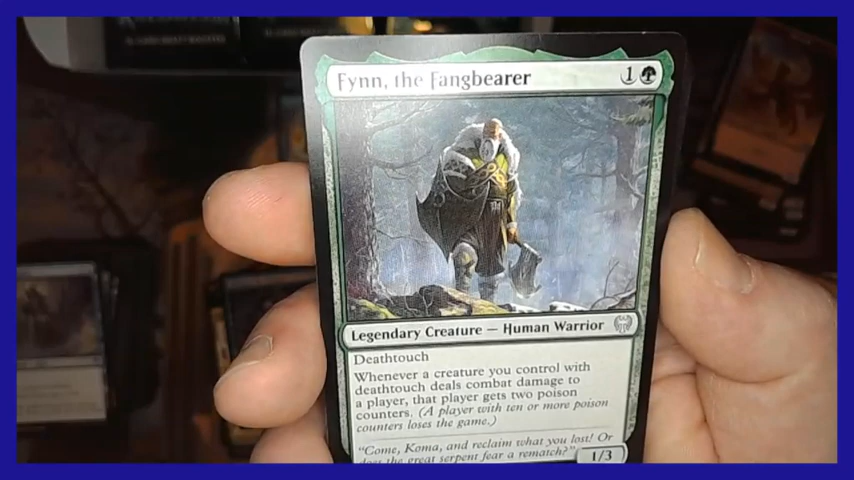 Fynn, the Fangbearer 1
Legendary Creature — Human Warrior
Deathtouch
Whenever a creature you control with
deathtouch deals combat damage to
a player, that player gets two poison
counters. (A player with ten or more poison
counters loses the game.)
"Come, Koma, and reclaim what you lost! Or
does the great serpent fear a rematch?"
1/3